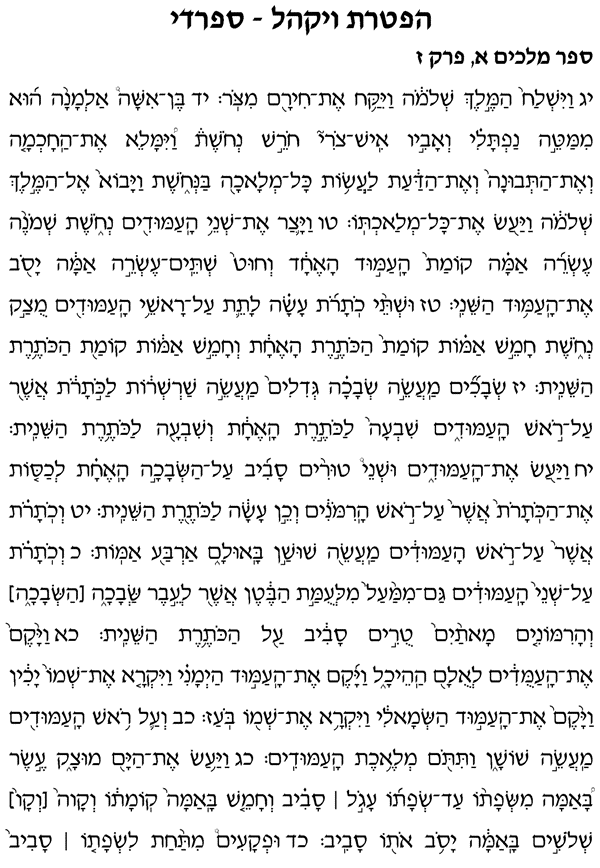 הפטרת ויקהל - ספרדי
ספר מלכים א, פרק ז
יג וַיִּשְׁלַח֙ הַמֶּ֣לֶךְ שְׁלֹמֹ֔ה וַיִּקַּ֥ח אֶת־חִירָ֖ם מִצֹּֽר׃ יד בֶּן־אִשָּׁה֩ אַלְמָנָ֨ה ה֜וּא
מִמַּטֵּ֣ה נַפְתָּלִ֗י וְאָבִ֣יו אִישׁ־צֹרִי֮ חֹרֵ֣שׁ נְחֹשֶׁת֒ וַ֠יִּמָּלֵא אֶת־הַחָכְמָ֤ה
וְאֶת־הַתְּבוּנָה֙ וְאֶת־הַדַּ֔עַת לַעֲשׂ֥וֹת כָּל־מְלָאכָ֖ה בַּנְּחֹ֑שֶׁת וַיָּבוֹא֙ אֶל־הַמֶּ֣לֶךְ
שְׁלֹמֹ֔ה וַיַּ֖עַשׂ אֶת־כָּל־מְלַאכְתּֽוֹ׃ טו וַיָּ֛צַר אֶת־שְׁנֵ֥י הָעַמּוּדִ֖ים נְחֹ֑שֶׁת שְׁמֹנֶ֨ה
עֶשְׂרֵ֜ה אַמָּ֗ה קוֹמַת֙ הָעַמּ֣וּד הָאֶחָ֔ד וְחוּט֙ שְׁתֵּים־עֶשְׂרֵ֣ה אַמָּ֔ה יָסֹ֖ב
אֶת־הָעַמּ֥וּד הַשֵּׁנִֽי׃ טז וּשְׁתֵּ֨י כֹתָרֹ֜ת עָשָׂ֗ה לָתֵ֛ת עַל־רָאשֵׁ֥י הָעַמּוּדִ֖ים מֻצַ֣ק
נְחֹ֑שֶׁת חָמֵ֣שׁ אַמּ֗וֹת קוֹמַת֙ הַכֹּתֶ֣רֶת הָאֶחָ֔ת וְחָמֵ֣שׁ אַמּ֔וֹת קוֹמַ֖ת הַכֹּתֶ֥רֶת
הַשֵּׁנִֽית׃ יז שְׂבָכִ֞ים מַעֲשֵׂ֣ה שְׂבָכָ֗ה גְּדִלִים֙ מַעֲשֵׂ֣ה שַׁרְשְׁר֔וֹת לַכֹּ֣תָרֹ֔ת אֲשֶׁ֖ר
עַל־רֹ֣אשׁ הָעַמּוּדִ֑ים שִׁבְעָה֙ לַכֹּתֶ֣רֶת הָאֶחָ֔ת וְשִׁבְעָ֖ה לַכֹּתֶ֥רֶת הַשֵּׁנִֽית׃
יח וַיַּ֖עַשׂ אֶת־הָעַמּוּדִ֑ים וּשְׁנֵי֩ טוּרִ֨ים סָבִ֜יב עַל־הַשְּׂבָכָ֣ה הָאֶחָ֗ת לְכַסּ֤וֹת
אֶת־הַכֹּֽתָרֹת֙ אֲשֶׁר֙ עַל־רֹ֣אשׁ הָֽרִמֹּנִ֔ים וְכֵ֣ן עָשָׂ֔ה לַכֹּתֶ֖רֶת הַשֵּׁנִֽית׃ יט וְכֹ֣תָרֹ֔ת
אֲשֶׁר֙ עַל־רֹ֣אשׁ הָעַמּוּדִ֔ים מַעֲשֵׂ֥ה שׁוּשַׁ֖ן בָּאוּלָ֑ם אַרְבַּ֖ע אַמּֽוֹת׃ כ וְכֹתָרֹ֗ת
עַל־שְׁנֵי֙ הָעַמּוּדִ֔ים גַּם־מִמַּ֙עַל֙ מִלְּעֻמַּ֣ת הַבֶּ֔טֶן אֲשֶׁ֖ר לְעֵ֣בֶר שְׂבָכָ֑ה [הַשְּׂבָכָ֑ה]
וְהָרִמּוֹנִ֤ים מָאתַ֙יִם֙ טֻרִ֣ים סָבִ֔יב עַ֖ל הַכֹּתֶ֥רֶת הַשֵּׁנִֽית׃ כא וַיָּ֙קֶם֙
אֶת־הָֽעַמֻּדִ֔ים לְאֻלָ֖ם הַֽהֵיכָ֑ל וַיָּ֜קֶם אֶת־הָעַמּ֣וּד הַיְמָנִ֗י וַיִּקְרָ֤א אֶת־שְׁמוֹ֙ יָכִ֔ין
וַיָּ֙קֶם֙ אֶת־הָעַמּ֣וּד הַשְּׂמָאלִ֔י וַיִּקְרָ֥א אֶת־שְׁמ֖וֹ בֹּֽעַז׃ כב וְעַ֛ל רֹ֥אשׁ הָעַמּוּדִ֖ים
מַעֲשֵׂ֣ה שׁוֹשָׁ֑ן וַתִּתֹּ֖ם מְלֶ֥אכֶת הָעַמּוּדִֽים׃ כג וַיַּ֥עַשׂ אֶת־הַיָּ֖ם מוּצָ֑ק עֶ֣שֶׂר
בָּ֠אַמָּה מִשְּׂפָת֨וֹ עַד־שְׂפָת֜וֹ עָגֹ֣ל | סָבִ֗יב וְחָמֵ֤שׁ בָּֽאַמָּה֙ קוֹמָת֔וֹ וְקָוה֙ [וְקָו֙]
שְׁלֹשִׁ֣ים בָּֽאַמָּ֔ה יָסֹ֥ב אֹת֖וֹ סָבִֽיב׃ כד וּפְקָעִים֩ מִתַּ֨חַת לִשְׂפָת֤וֹ | סָבִיב֙